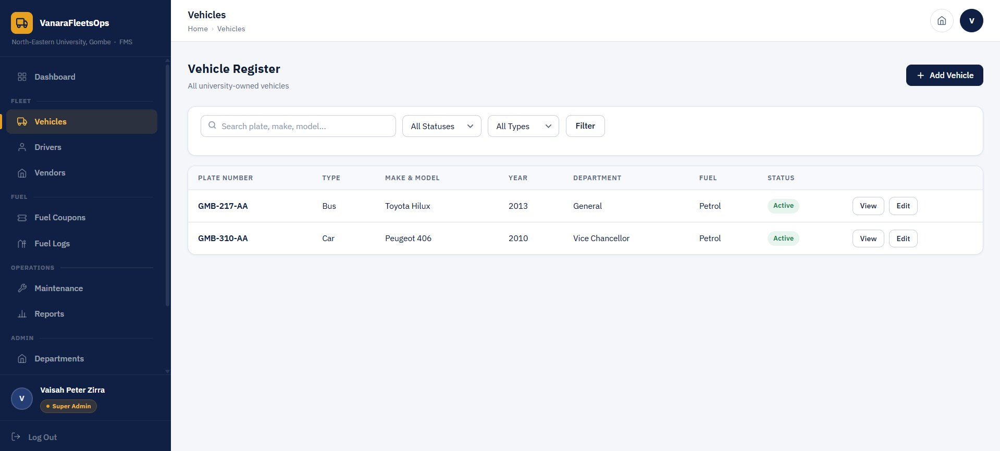 VanaraFleetsOps
North-Eastern University, Gombe · FMS
Dashboard
FLEET
Vehicles
Drivers
Vendors
FUEL
Fuel Coupons
Fuel Logs
OPERATIONS
Maintenance
Reports
ADMIN
Departments
V
Vaisah Peter Zirra
Super Admin
Log Out
Vehicles
Home › Vehicles
V
Vehicle Register
All university-owned vehicles
+ Add Vehicle
Search plate, make, model... All Statuses All Types Filter
PLATE NUMBER TYPE MAKE & MODEL YEAR DEPARTMENT FUEL STATUS
GMB-217-AA Bus Toyota Hilux 2013 General Petrol Active View Edit
GMB-310-AA Car Peugeot 406 2010 Vice Chancellor Petrol Active View Edit